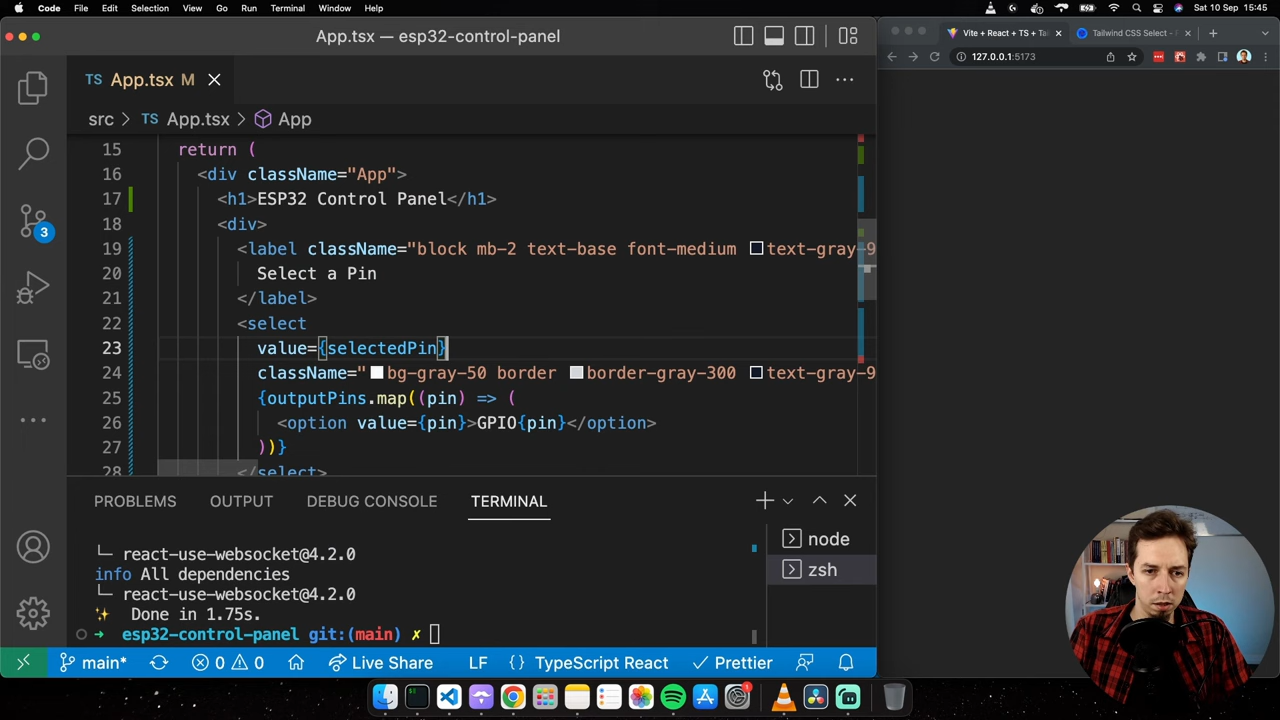 Code File Edit Selection View Go Run Terminal Window Help Sat 10 Sep 15:45
App.tsx — esp32-control-panel
Vite + React + TS + Tai
Tailwind CSS Select -
TS App.tsx M
127.0.0.1:5173
src > TS App.tsx > App
15 return (
16 <div className="App">
17 <h1>ESP32 Control Panel</h1>
18 <div>
19 <label className="block mb-2 text-base font-medium text-gray-9
20 Select a Pin
21 </label>
22 <select
23 value={selectedPin}
24 className=" bg-gray-50 border border-gray-300 text-gray-9
25 {outputPins.map((pin) => (
26 <option value={pin}>GPIO{pin}</option>
27 ))}
28 </select>
3
PROBLEMS OUTPUT DEBUG CONSOLE TERMINAL
└─ react-use-websocket@4.2.0
info All dependencies
└─ react-use-websocket@4.2.0
✨ Done in 1.75s.
➜ esp32-control-panel git:(main) ✗
node
zsh
main* 0 0 Live Share LF {} TypeScript React ✓ Prettier
1